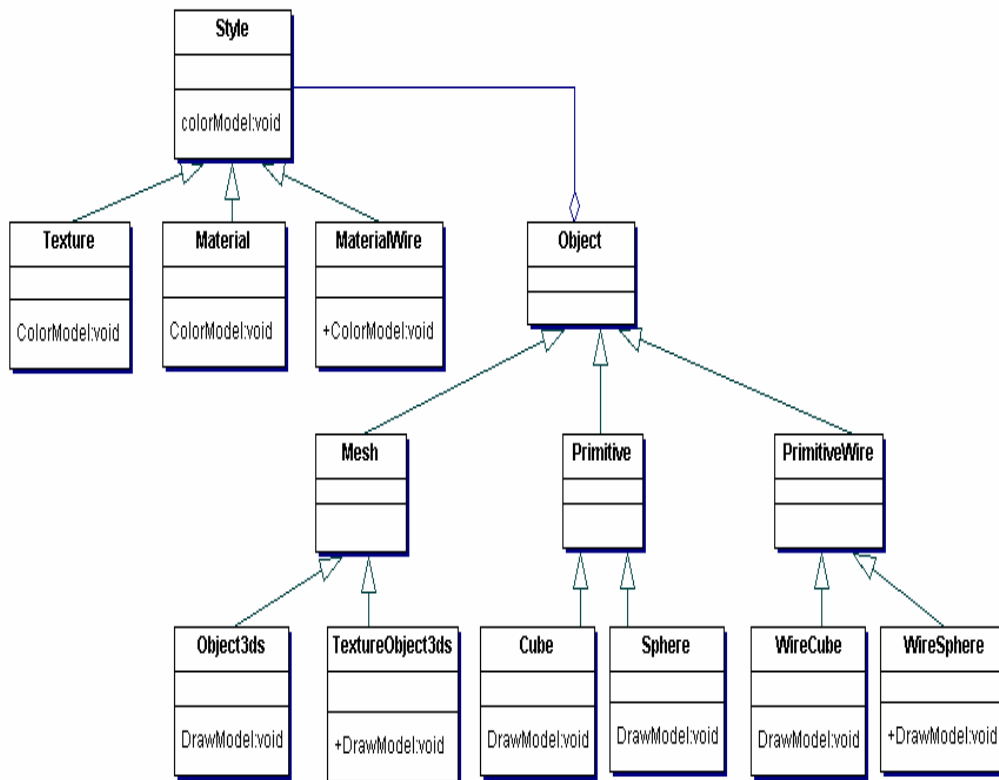 Style
colorModel:void
Texture
ColorModel:void
Material
ColorModel:void
MaterialWire
+ColorModel:void
Object
Mesh
Primitive
PrimitiveWire
Object3ds
DrawModel:void
TextureObject3ds
+DrawModel:void
Cube
DrawModel:void
Sphere
DrawModel:void
WireCube
DrawModel:void
WireSphere
+DrawModel:void